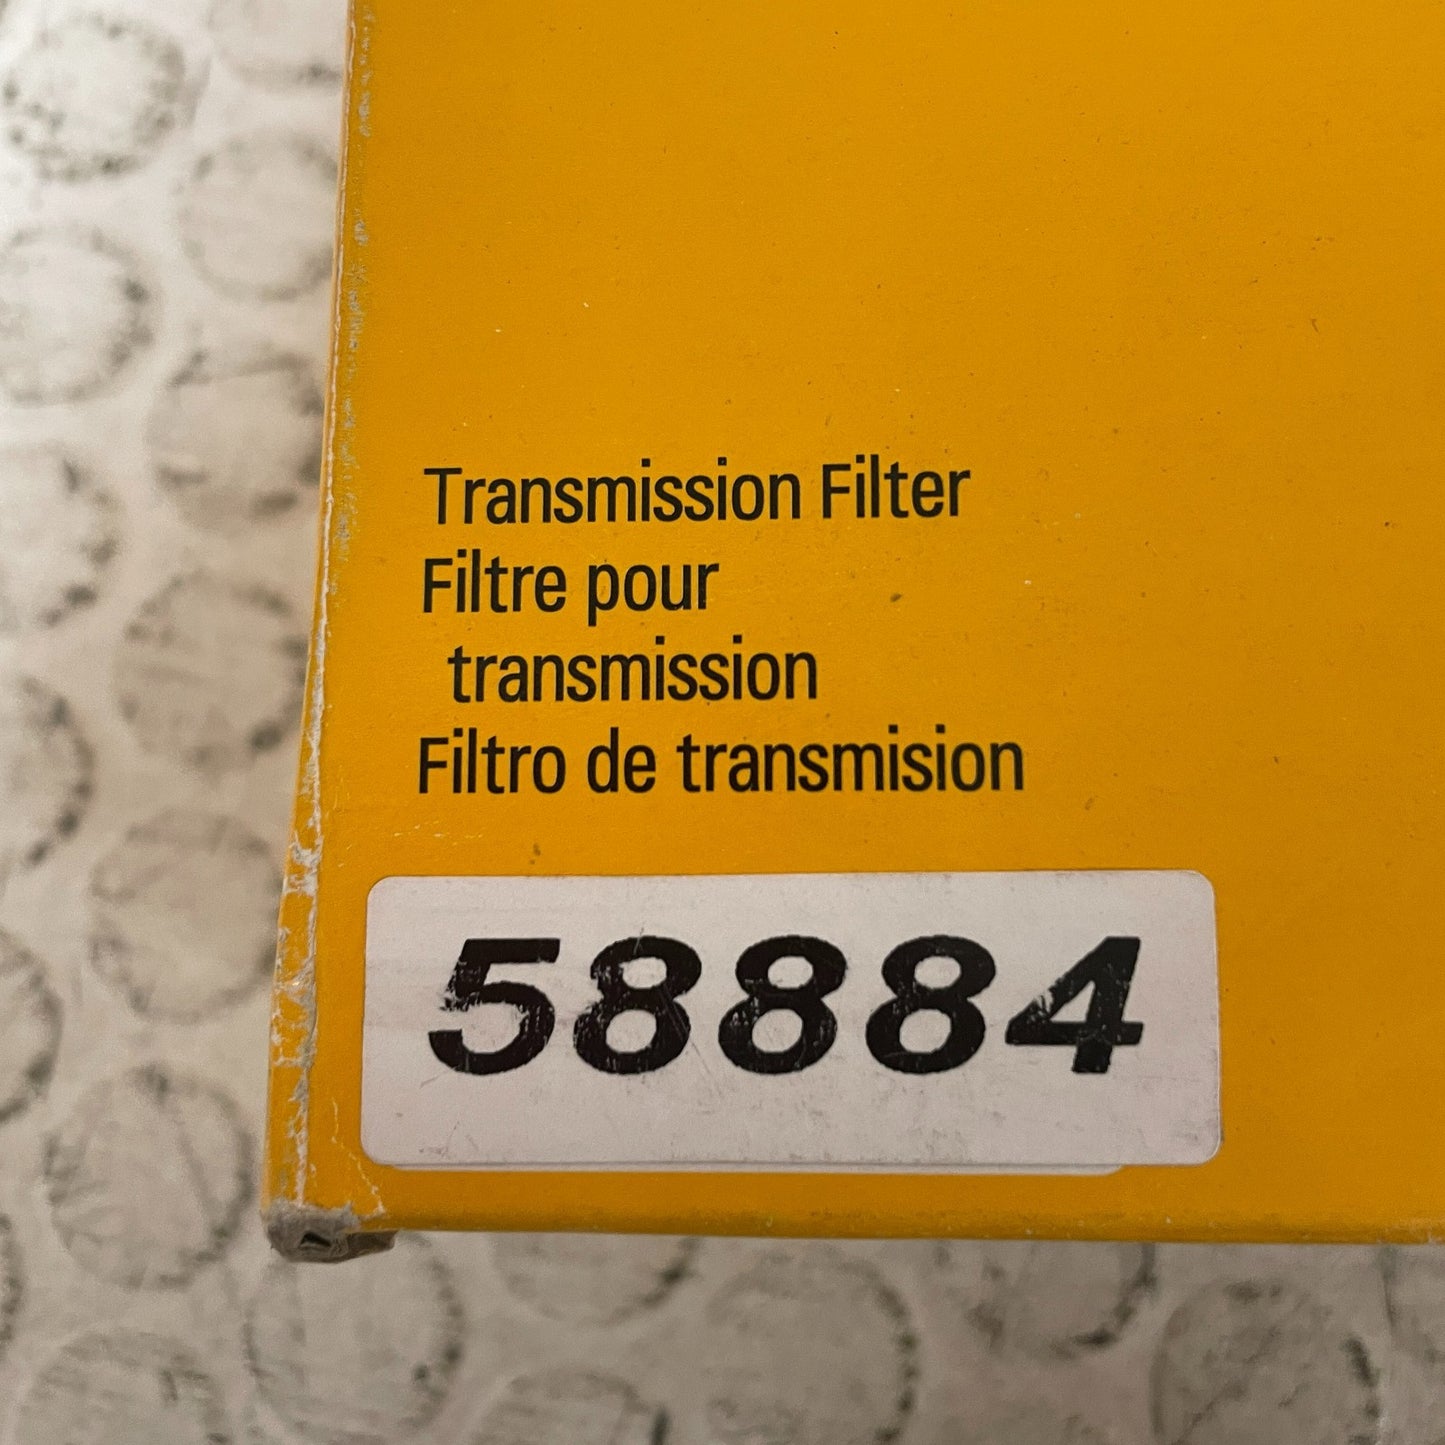 Transmission Filter
Filtre pour
transmission
Filtro de transmision
58884